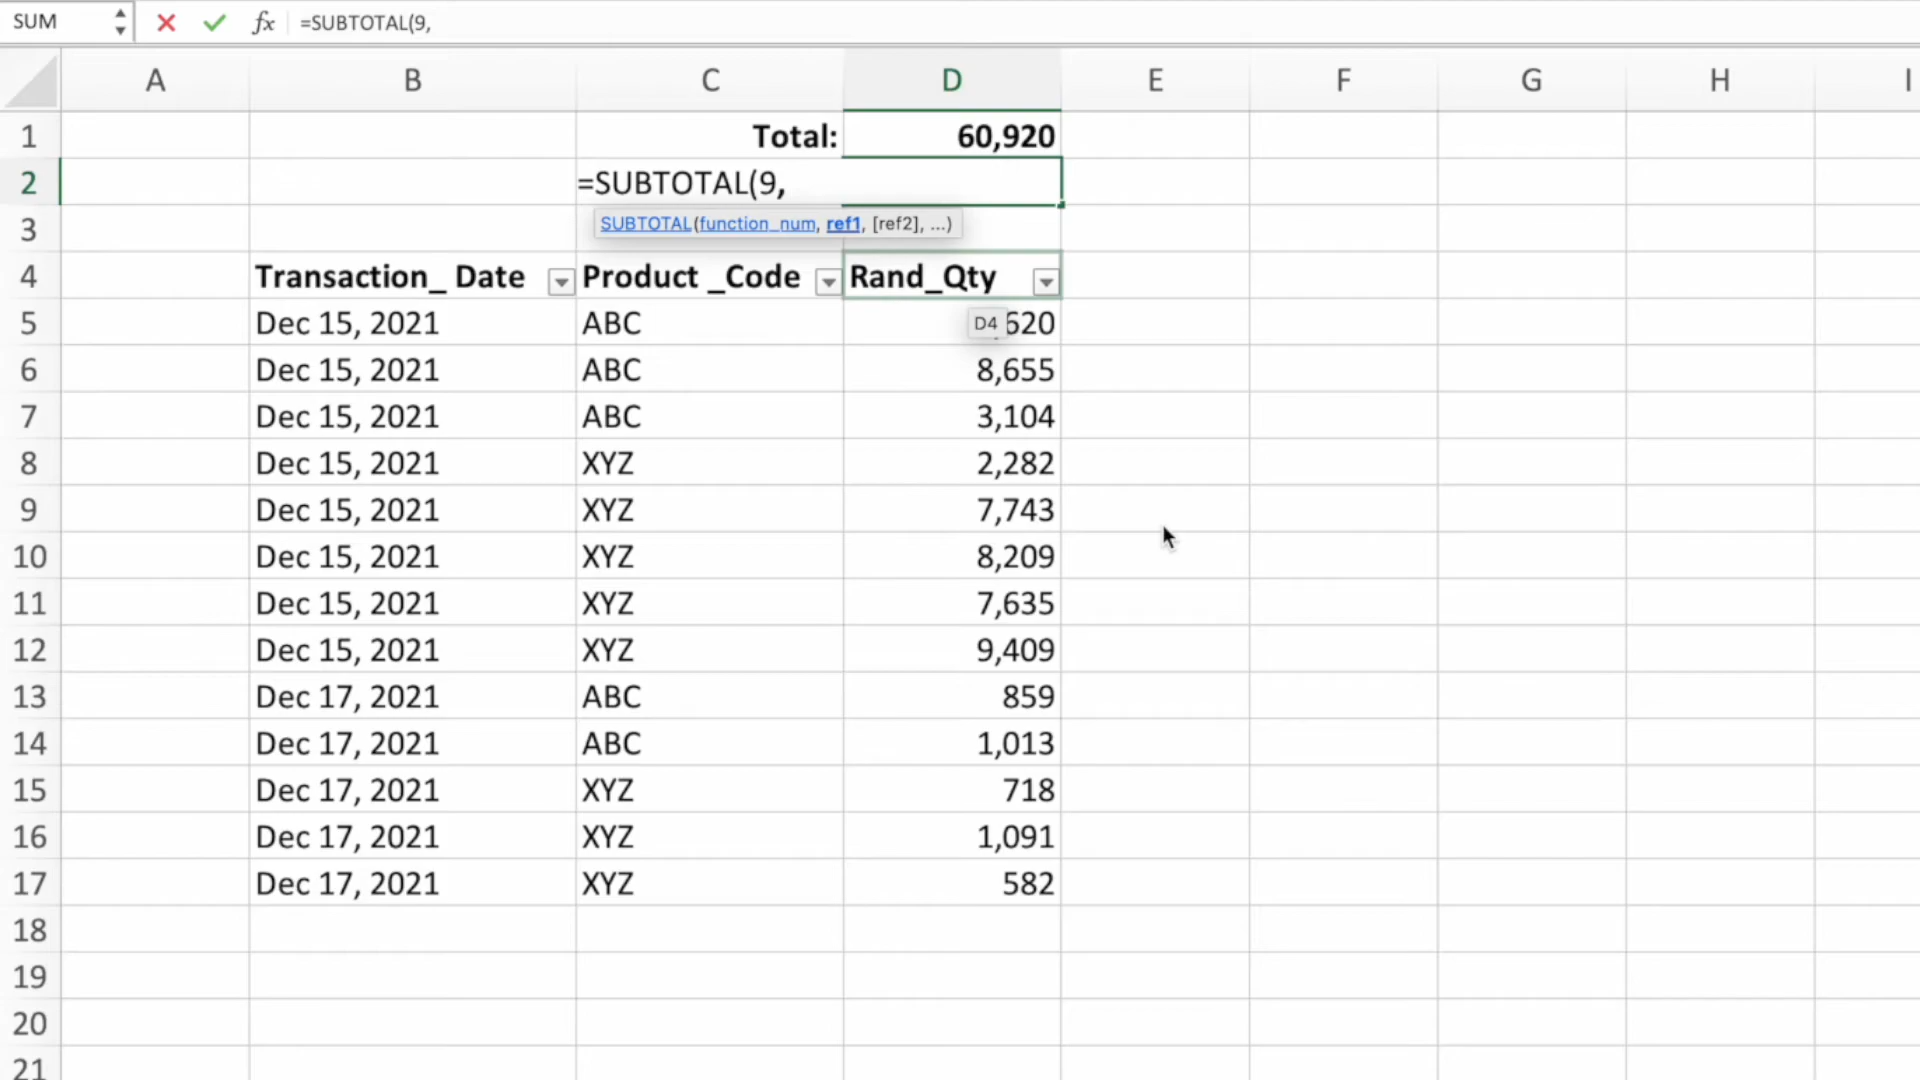 SUM fx =SUBTOTAL(9,
A B C D E F G H I
1 Total: 60,920
2 =SUBTOTAL(9,
SUBTOTAL(function_num, ref1, [ref2], ...)
3
4 Transaction_ Date Product _Code Rand_Qty
5 Dec 15, 2021 ABC D4 620
6 Dec 15, 2021 ABC 8,655
7 Dec 15, 2021 ABC 3,104
8 Dec 15, 2021 XYZ 2,282
9 Dec 15, 2021 XYZ 7,743
10 Dec 15, 2021 XYZ 8,209
11 Dec 15, 2021 XYZ 7,635
12 Dec 15, 2021 XYZ 9,409
13 Dec 17, 2021 ABC 859
14 Dec 17, 2021 ABC 1,013
15 Dec 17, 2021 XYZ 718
16 Dec 17, 2021 XYZ 1,091
17 Dec 17, 2021 XYZ 582
18
19
20
21